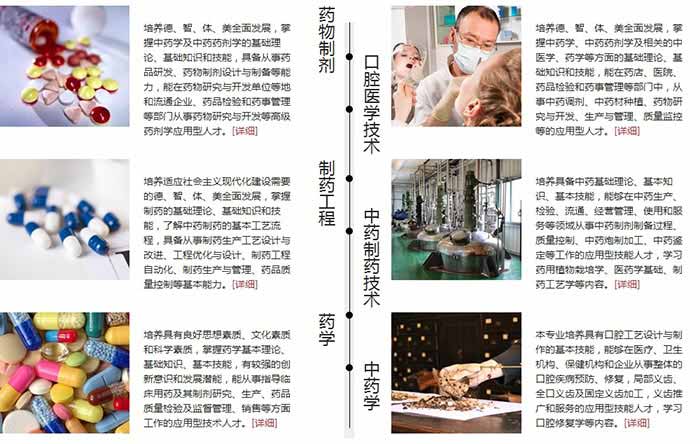 培养德、智、体、美全面发展，掌
握中药学及中药药剂学的基础理
论、基础知识和技能，具备从事药
品研发、药物制剂设计与制备等能
力，能在药物研究与开发单位等地
和流通企业、药品检验和药事管理
等部门从事药物研究与开发等高级
药剂学应用型人才。[详细]
培养适应社会主义现代化建设需要
的德、智、体、美全面发展，掌握
制药的基础理论、基础知识和技
能，了解中药制药的基本工艺流
程，具备从事制药生产工艺设计与
改进、工程优化与设计、制药工程
自动化、制药生产与管理、药品质
量控制等基本能力。[详细]
培养具有良好思想素质、文化素质
和科学素质，掌握药学基本理论、
基础知识、基本技能，有较强的创
新意识和发展潜能，能从事指导临
床用药及其制剂研究、生产、药品
质量检验及监督管理、销售等方面
工作的应用型技术人才。[详细]
药物制剂
口腔医学技术
制药工程
中药制药技术
药学
中药学
培养德、智、体、美全面发展，掌
握中药学、中药药剂学及相关的中
医学、药学等方面的基础理论、基
础知识和技能，能在药店、医院、
药品检验和药事管理等部门中，从
事中药调剂、中药材种植、药物研
究与开发、生产与管理、质量监控
等的应用型人才。[详细]
培养具备中药基础理论、基本知
识、基本技能，能够在中药生产、
检验、流通、经营管理、使用和服
务等领域从事中药制剂制备过程、
质量控制、中药炮制加工、中药鉴
定等工作的应用型技能人才，学习
药用植物栽培学、医药学基础、制
药工艺学等内容。[详细]
本专业培养具有口腔工艺设计与制
作的基本技能，能够在医疗、卫生
机构、保健机构和企业从事整体的
口腔疾病预防、修复，局部义齿、
全口义齿及固定义齿加工，义齿推
广和服务的应用型技能人才，学习
口腔修复学等内容。[详细]